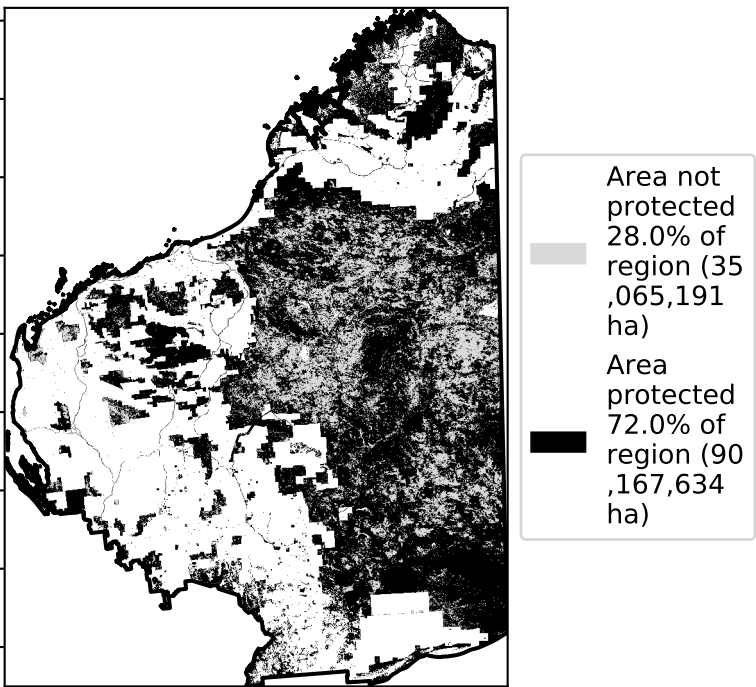 Area not
protected
28.0% of
region (35
,065,191
ha)
Area
protected
72.0% of
region (90
,167,634
ha)